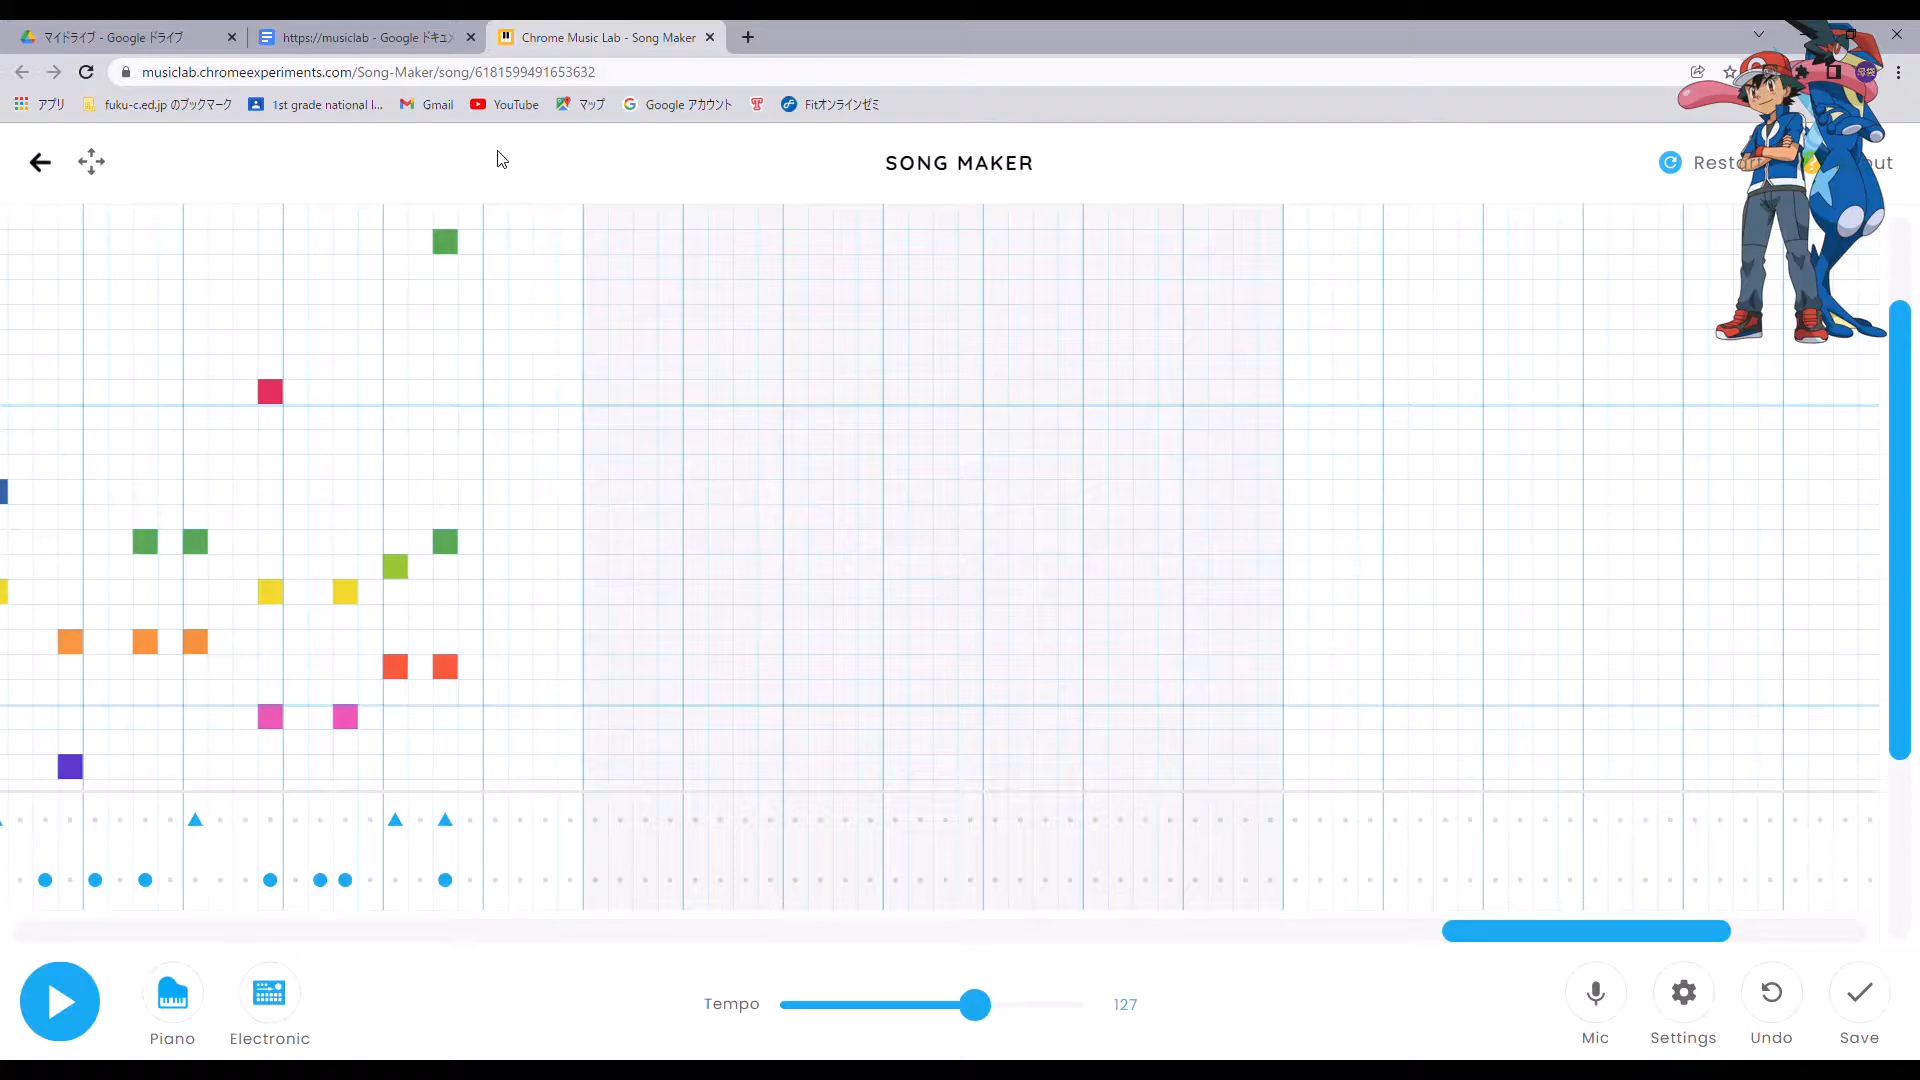 マイドライブ - Google ドライブ
https://musiclab - Google ドキュ
Chrome Music Lab - Song Maker
musiclab.chromeexperiments.com/Song-Maker/song/6181599491653632
アプリ
fuku-c.ed.jp のブックマーク
1st grade national l...
Gmail
YouTube
マップ
Google アカウント
Fitオンラインゼミ
SONG MAKER
Restart
Tempo
127
Piano
Electronic
Mic
Settings
Undo
Save